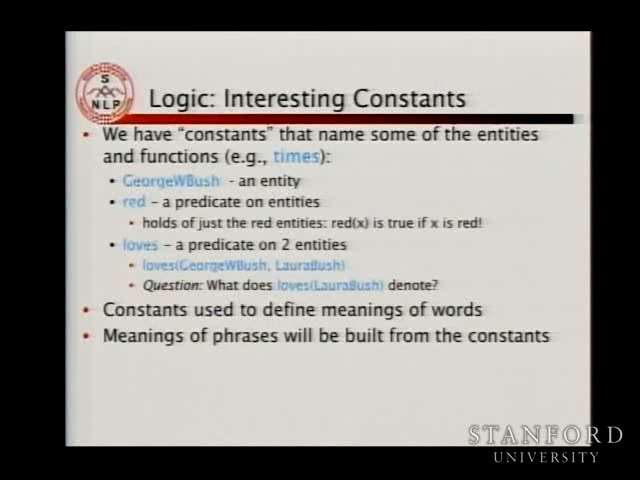 S
NLP
Logic: Interesting Constants
• We have “constants” that name some of the entities
and functions (e.g., times):
• GeorgeWBush - an entity
• red – a predicate on entities
• holds of just the red entities: red(x) is true if x is red!
• loves – a predicate on 2 entities
• loves(GeorgeWBush, LauraBush)
• Question: What does loves(LauraBush) denote?
• Constants used to define meanings of words
• Meanings of phrases will be built from the constants
STANFORD
UNIVERSITY